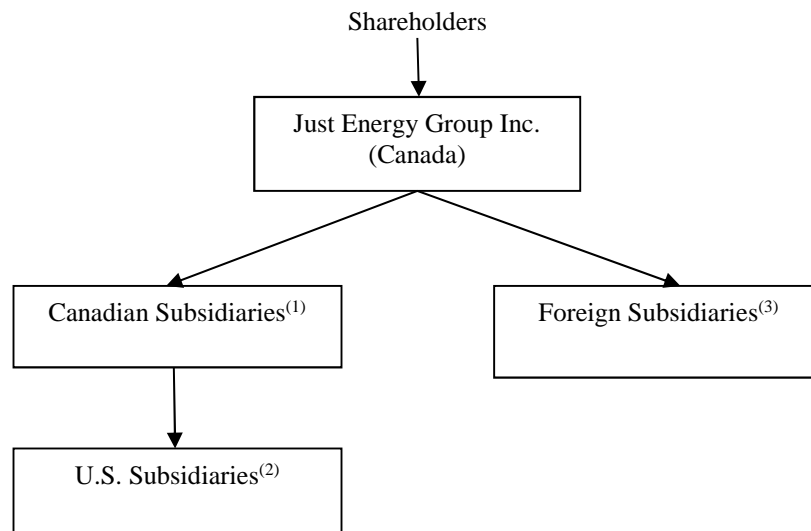 Shareholders
Just Energy Group Inc.
(Canada)
Canadian Subsidiaries(1)
Foreign Subsidiaries(3)
U.S. Subsidiaries(2)